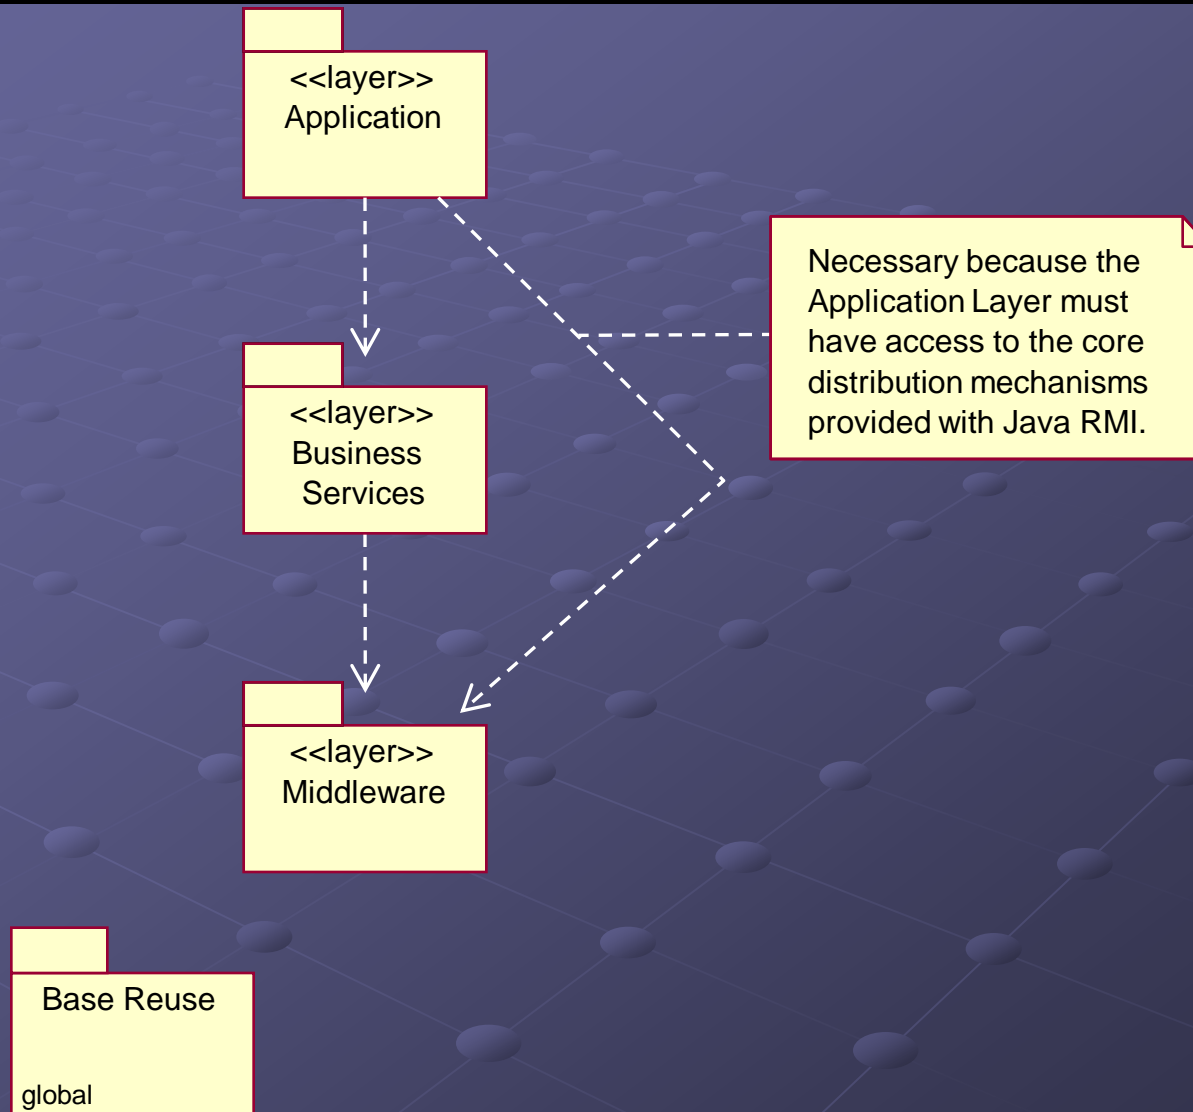 <<layer>>
Application
Necessary because the
Application Layer must
have access to the core
distribution mechanisms
provided with Java RMI.
<<layer>>
Business
Services
<<layer>>
Middleware
Base Reuse
global